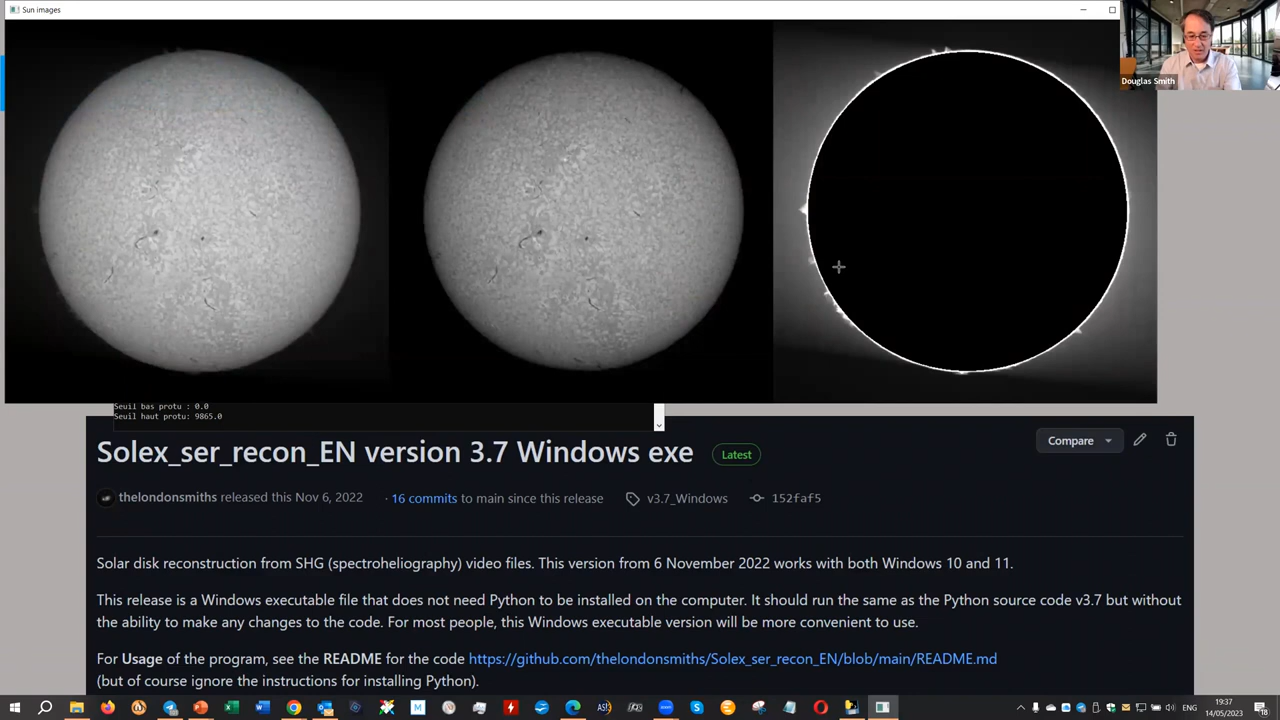 Sun images
Douglas Smith
Seuil bas protu : 0.0
Seuil haut protu: 9865.0
Solex_ser_recon_EN version 3.7 Windows exe
Latest
Compare
thelondonsmiths released this Nov 6, 2022
· 16 commits to main since this release
v3.7_Windows
152faf5
Solar disk reconstruction from SHG (spectroheliography) video files. This version from 6 November 2022 works with both Windows 10 and 11.
This release is a Windows executable file that does not need Python to be installed on the computer. It should run the same as the Python source code v3.7 but without
the ability to make any changes to the code. For most people, this Windows executable version will be more convenient to use.
For Usage of the program, see the README for the code https://github.com/thelondonsmiths/Solex_ser_recon_EN/blob/main/README.md
(but of course ignore the instructions for installing Python).
ENG
19:37
14/05/2023